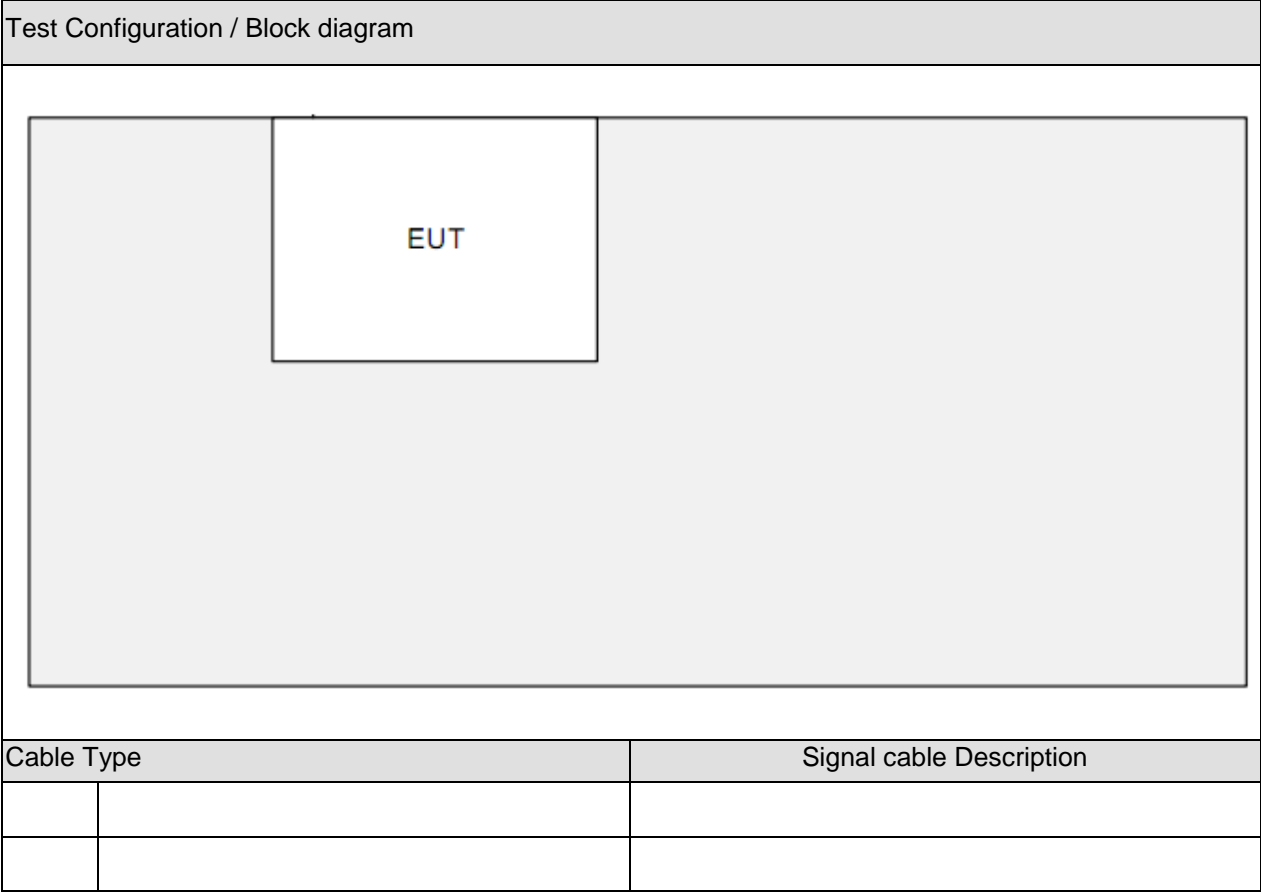 Test Configuration / Block diagram
EUT
Cable Type
Signal cable Description